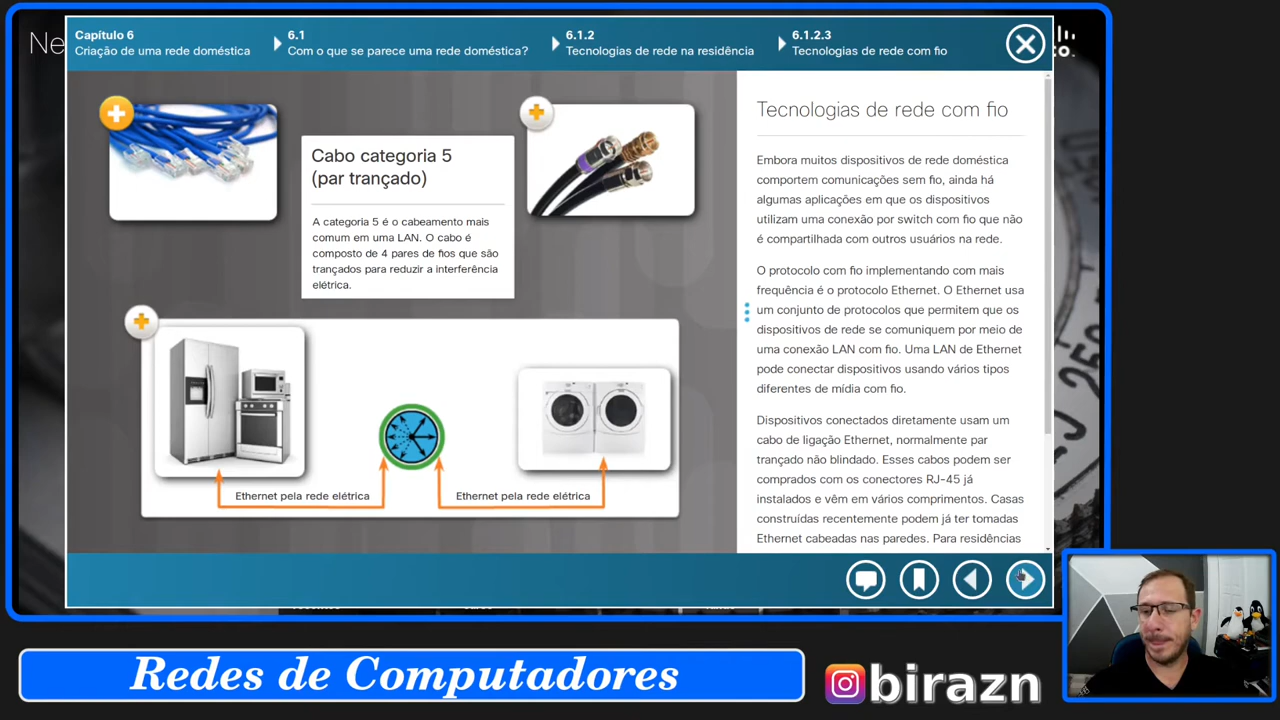 Ne
co.
Capítulo 6
Criação de uma rede doméstica
6.1
Com o que se parece uma rede doméstica?
6.1.2
Tecnologias de rede na residência
6.1.2.3
Tecnologias de rede com fio
Cabo categoria 5
(par trançado)
A categoria 5 é o cabeamento mais
comum em uma LAN. O cabo é
composto de 4 pares de fios que são
trançados para reduzir a interferência
elétrica.
Ethernet pela rede elétrica
Ethernet pela rede elétrica
Tecnologias de rede com fio
Embora muitos dispositivos de rede doméstica
comportem comunicações sem fio, ainda há
algumas aplicações em que os dispositivos
utilizam uma conexão por switch com fio que não
é compartilhada com outros usuários na rede.
O protocolo com fio implementando com mais
frequência é o protocolo Ethernet. O Ethernet usa
um conjunto de protocolos que permitem que os
dispositivos de rede se comuniquem por meio de
uma conexão LAN com fio. Uma LAN de Ethernet
pode conectar dispositivos usando vários tipos
diferentes de mídia com fio.
Dispositivos conectados diretamente usam um
cabo de ligação Ethernet, normalmente par
trançado não blindado. Esses cabos podem ser
comprados com os conectores RJ-45 já
instalados e vêm em vários comprimentos. Casas
construídas recentemente podem já ter tomadas
Ethernet cabeadas nas paredes. Para residências
Redes de Computadores
birazn